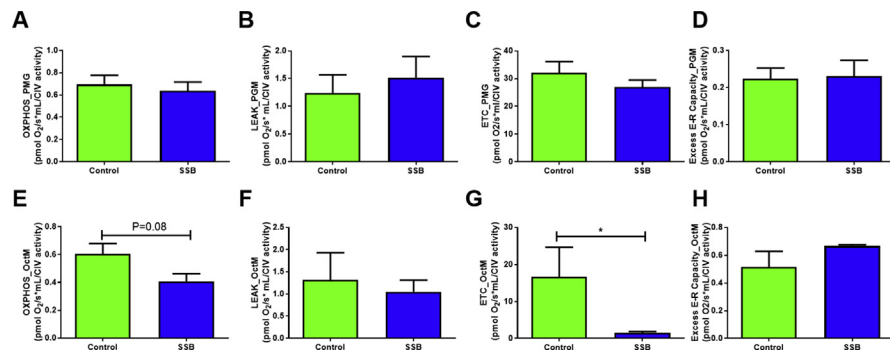 A
OXPHOS_PMG
(pmol O2/s*mL/CIV activity)
1.0
0.8
0.6
0.4
0.2
0.0
Control
SSB
B
LEAK_PGM
(pmol O2/s* mL/CIV activity)
2.0
1.5
1.0
0.5
0.0
Control
SSB
C
ETC_PMG
(pmol O2/s*mL/CIV activity)
40
30
20
10
0
Control
SSB
D
Excess E-R Capacity_PGM
(pmol O2/s*mL/CIV activity)
0.3
0.2
0.1
0.0
Control
SSB
E
OXPHOS_OctM
(pmol O2/s*mL/CIV activity)
0.8
0.6
0.4
0.2
0.0
P=0.08
Control
SSB
F
LEAK_OctM
(pmol O2/s* mL/CIV activity)
2.5
2.0
1.5
1.0
0.5
0.0
Control
SSB
G
ETC_OctM
(pmol O2/s*mL/CIV activity)
30
20
10
0
*
Control
SSB
H
Excess E-R Capacity_OctM
(pmol O2/s*mL/CIV activity)
0.8
0.6
0.4
0.2
0.0
Control
SSB